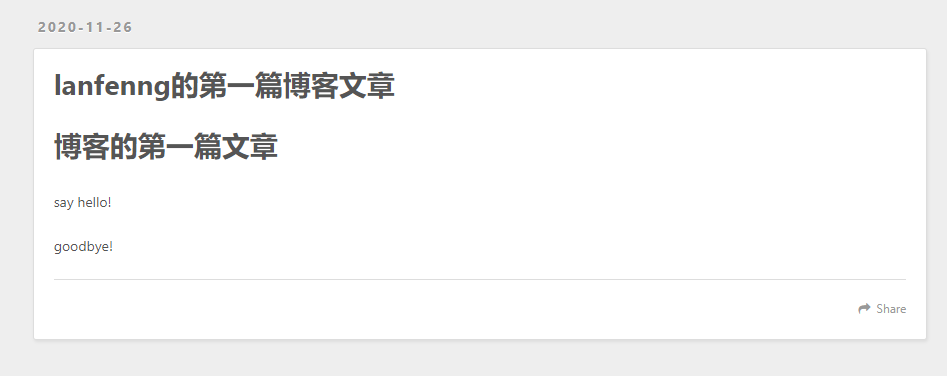 2020-11-26
lanfenng的第一篇博客文章
博客的第一篇文章
say hello!
goodbye!
Share